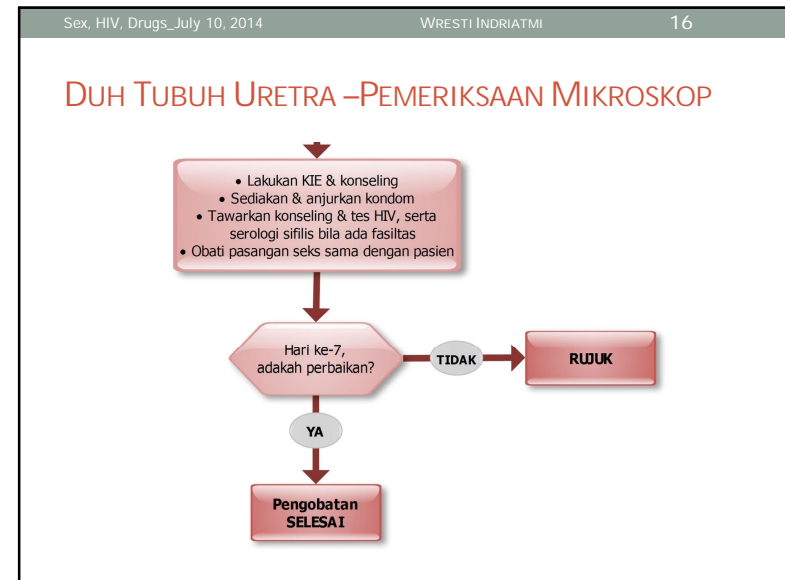 Sex, HIV, Drugs_July 10, 2014 WRESTI INDRIATMI 16
DUH TUBUH URETRA –PEMERIKSAAN MIKROSKOP
• Lakukan KIE & konseling
• Sediakan & anjurkan kondom
• Tawarkan konseling & tes HIV, serta
serologi sifilis bila ada fasiltas
• Obati pasangan seks sama dengan pasien
Hari ke-7,
adakah perbaikan?
TIDAK
RUJUK
YA
Pengobatan
SELESAI